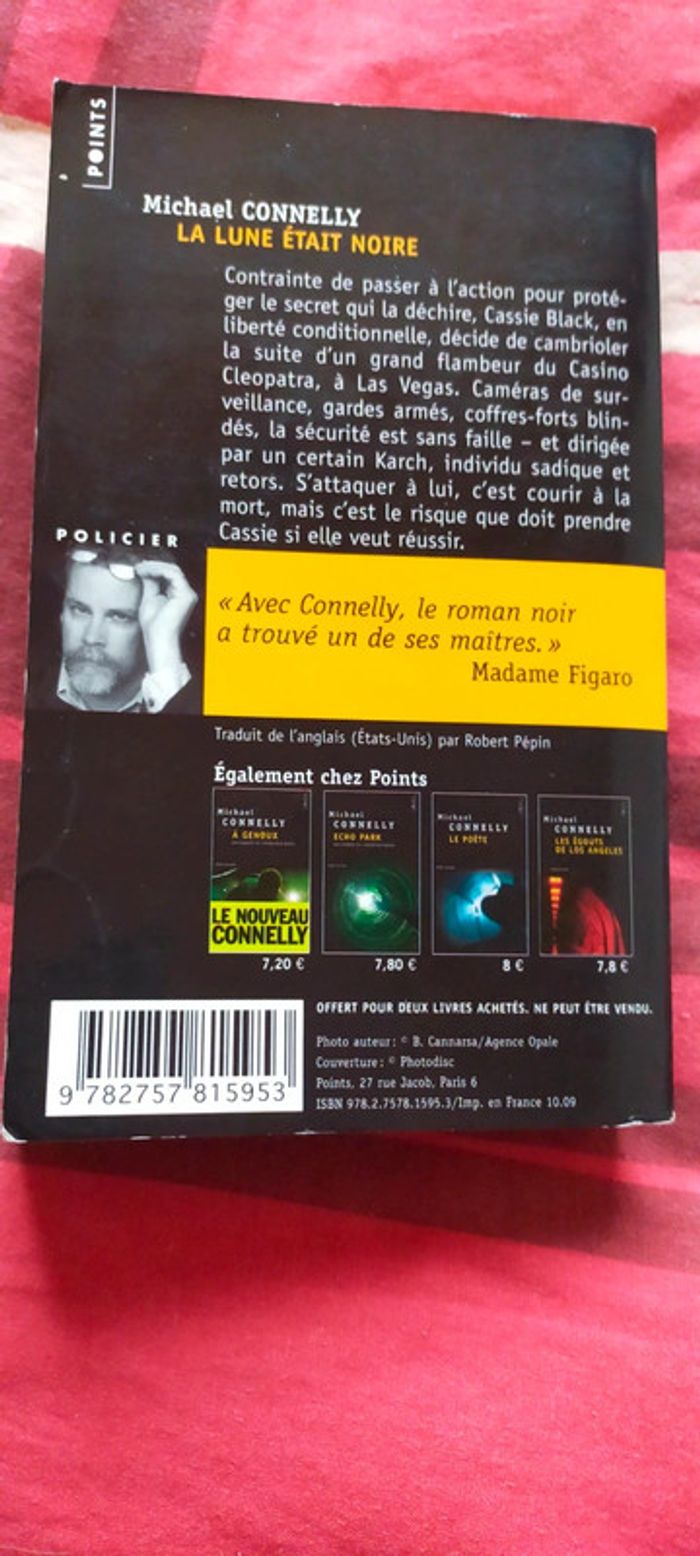 POINTS
Michael CONNELLY
LA LUNE ÉTAIT NOIRE
Contrainte de passer à l'action pour proté-
ger le secret qui la déchire, Cassie Black, en
liberté conditionnelle, décide de cambrioler
la suite d'un grand flambeur du Casino
Cleopatra, à Las Vegas. Caméras de sur-
veillance, gardes armés, coffres-forts blin-
dés, la sécurité est sans faille – et dirigée
par un certain Karch, individu sadique et
retors. S'attaquer à lui, c'est courir à la
mort, mais c'est le risque que doit prendre
Cassie si elle veut réussir.
POLICIER
« Avec Connelly, le roman noir
a trouvé un de ses maîtres. »
Madame Figaro
Traduit de l'anglais (États-Unis) par Robert Pépin
Également chez Points
Michael
CONNELLY
À GENOUX
LE NOUVEAU
CONNELLY
7,20 €
Michael
CONNELLY
ECHO PARK
7,80 €
Michael
CONNELLY
LE POÈTE
8 €
Michael
CONNELLY
LES ÉGOUTS
DE LOS ANGELES
7,8 €
9 782757 815953
OFFERT POUR DEUX LIVRES ACHETÉS. NE PEUT ÊTRE VENDU.
Photo auteur : © B. Cannarsa/Agence Opale
Couverture : © Photodisc
Points, 27 rue Jacob, Paris 6
ISBN 978.2.7578.1595.3/Imp. en France 10.09